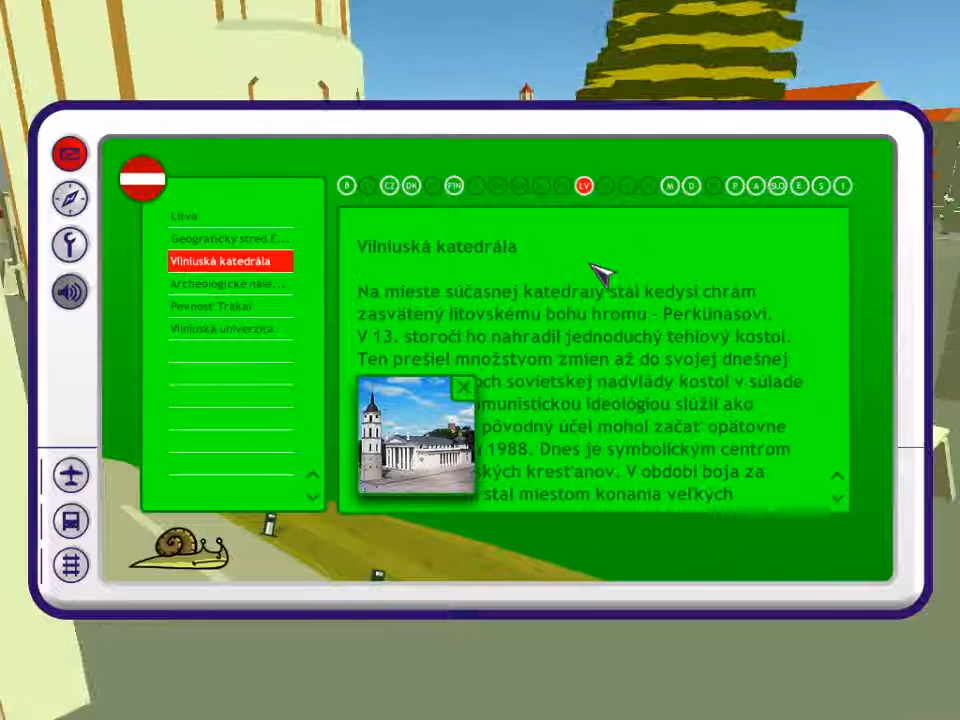 B CZ DK FIN LV M D P A SLO E S I
Litva
Geografický stred E...
Vilniuská katedrála
Archeologické nále...
Pevnosť Trakai
Vilniuská univerzita
Vilniuská katedrála
Na mieste súčasnej katedrály stál kedysi chrám
zasvätený litovskému bohu hromu - Perkūnasovi.
V 13. storočí ho nahradil jednoduchý tehlový kostol.
Ten prešiel množstvom zmien až do svojej dnešnej
och sovietskej nadvlády kostol v súlade
omunistickou ideológiou slúžil ako
pôvodný účel mohol začať opätovne
1988. Dnes je symbolickým centrom
ských kresťanov. V období boja za
stal miestom konania veľkých